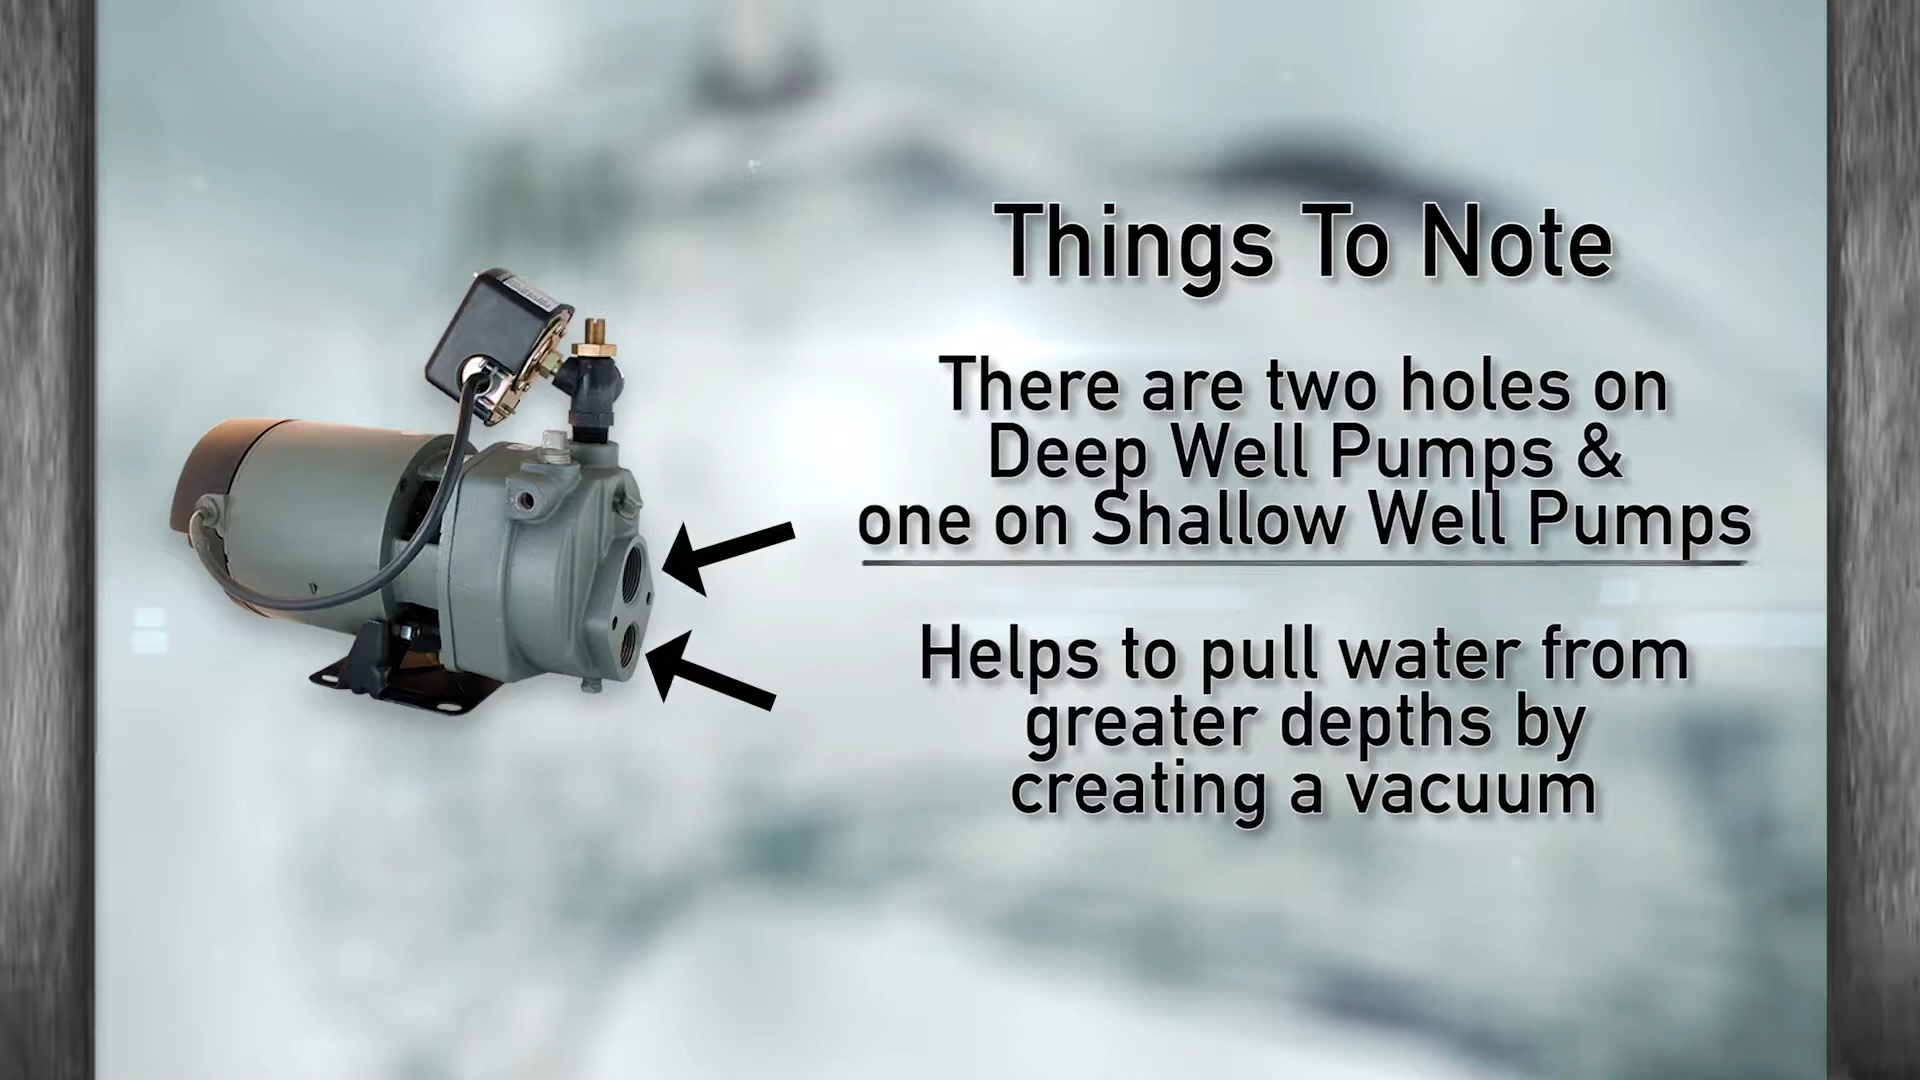 Things To Note
There are two holes on
Deep Well Pumps &
one on Shallow Well Pumps
Helps to pull water from
greater depths by
creating a vacuum